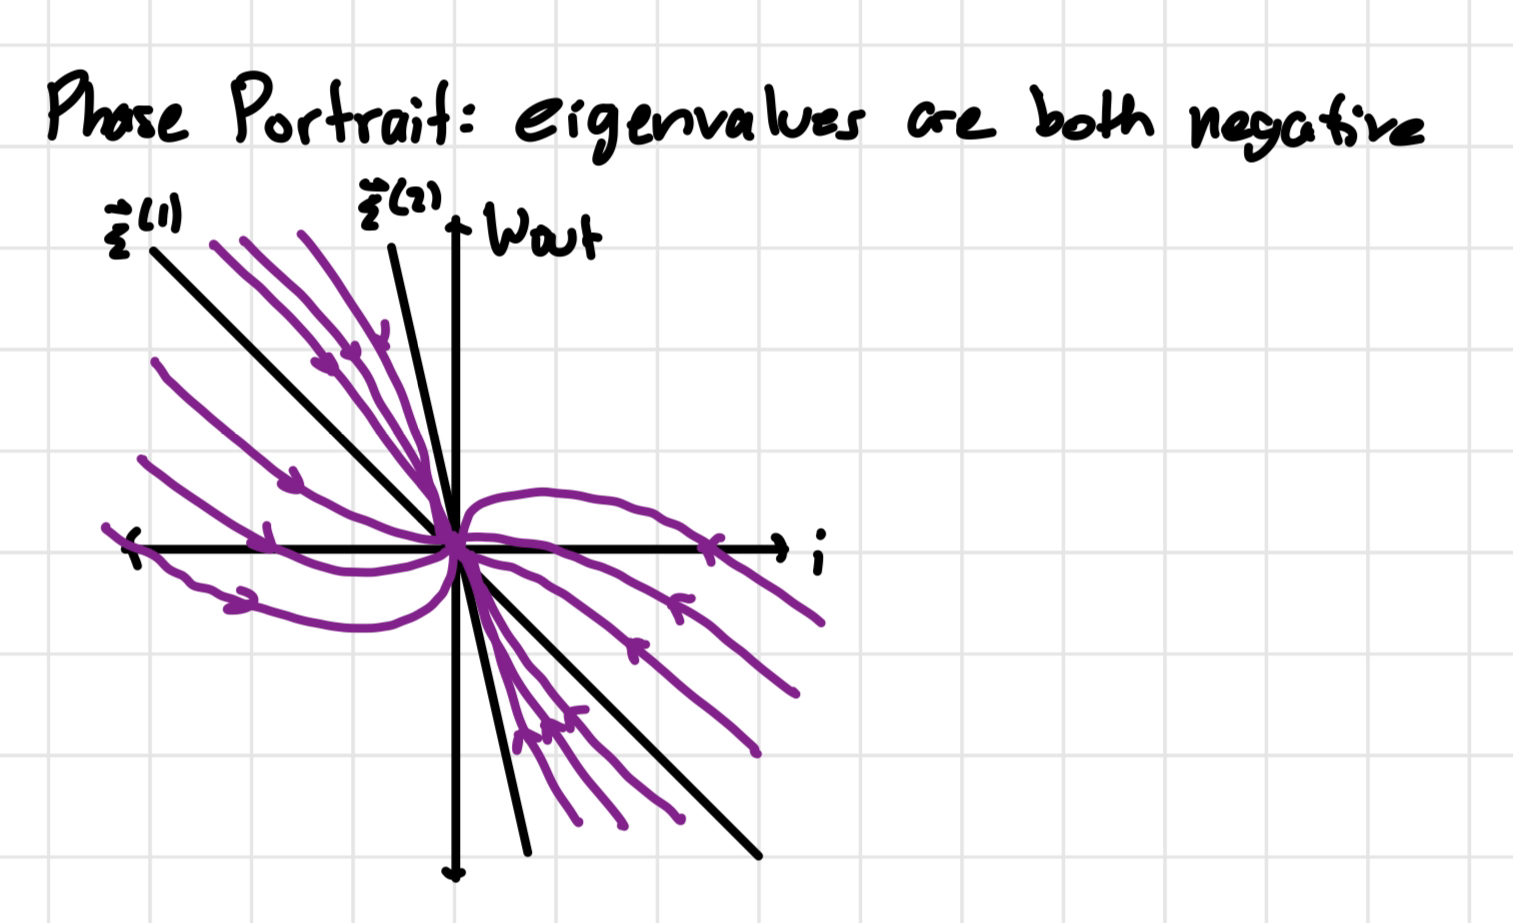 Phase Portrait: eigenvalues are both negative
ξ⃗⁽¹⁾ ξ⃗⁽²⁾ Wout
i